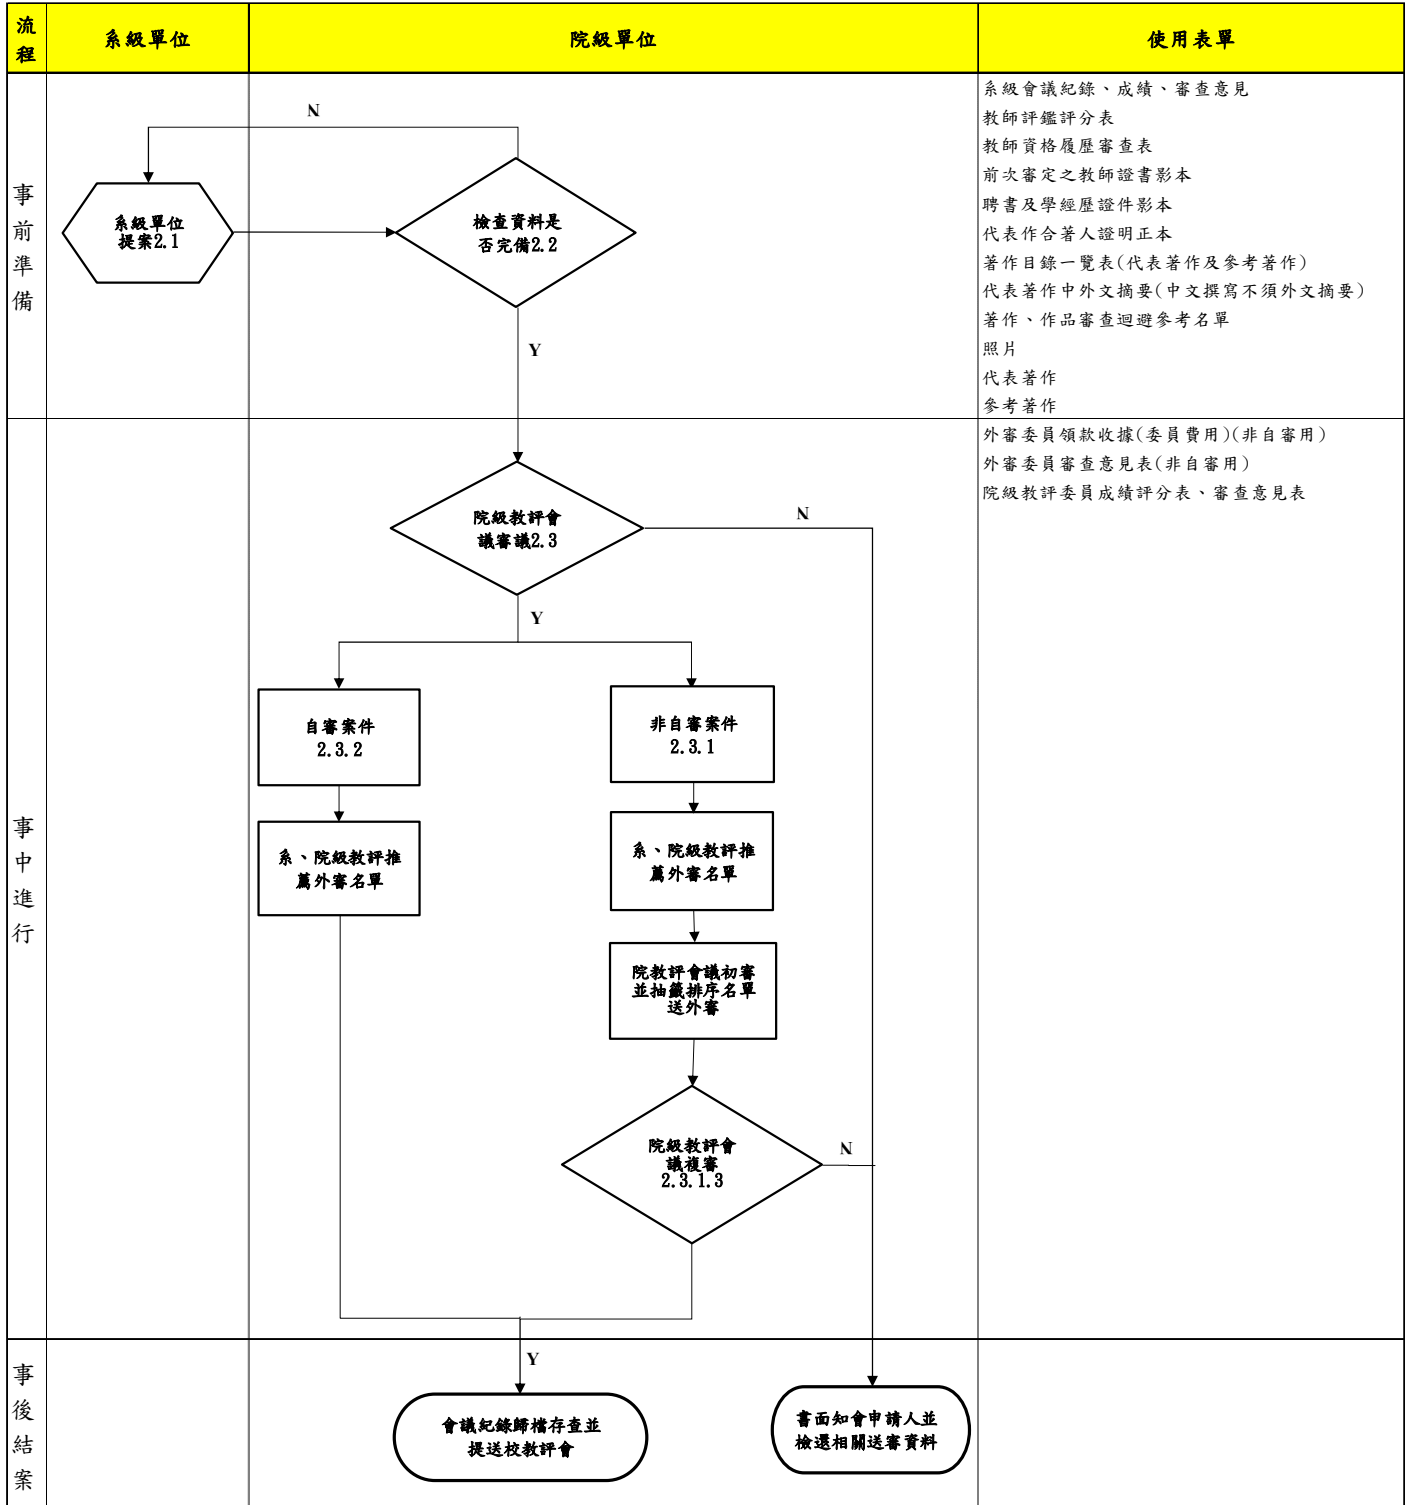 流程
系級單位
院級單位
使用表單
事前準備
N
系級單位
提案2.1
檢查資料是
否完備2.2
Y
系級會議紀錄、成績、審查意見
教師評鑑評分表
教師資格履歷審查表
前次審定之教師證書影本
聘書及學經歷證件影本
代表作合著人證明正本
著作目錄一覽表(代表著作及參考著作)
代表著作中外文摘要(中文撰寫不須外文摘要)
著作、作品審查迴避參考名單
照片
代表著作
參考著作
事中進行
外審委員領款收據(委員費用)(非自審用)
外審委員審查意見表(非自審用)
院級教評委員成績評分表、審查意見表
院級教評會
議審議2.3
N
Y
自審案件
2.3.2
非自審案件
2.3.1
系、院級教評推
薦外審名單
系、院級教評推
薦外審名單
院教評會議初審
並抽籤排序名單
送外審
院級教評會
議複審
2.3.1.3
N
事後結案
Y
會議紀錄歸檔存查並
提送校教評會
書面知會申請人並
檢還相關送審資料